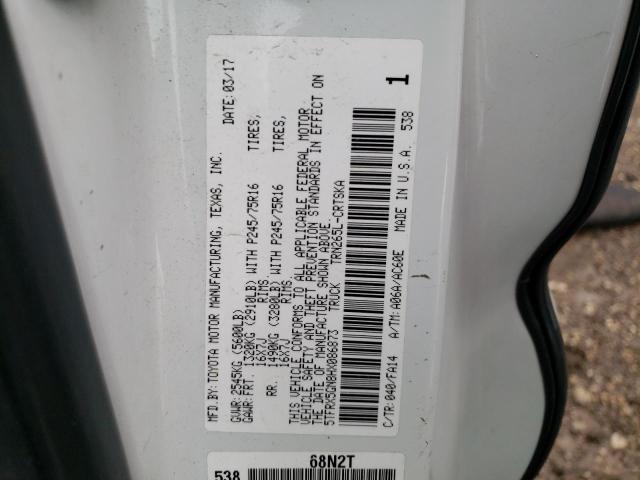 MFD.BY: TOYOTA MOTOR MANUFACTURING, TEXAS, INC. DATE: 03/17
GVWR: 2545KG (5600LB)
GAWR: FRT. 1320KG (2910LB) WITH P245/75R16 TIRES,
16X7J RIMS.
RR. 1490KG (3280LB) WITH P245/75R16 TIRES,
16X7J RIMS.
THIS VEHICLE CONFORMS TO ALL APPLICABLE FEDERAL MOTOR
VEHICLE SAFETY AND THEFT PREVENTION STANDARDS IN EFFECT ON
THE DATE OF MANUFACTURE SHOWN ABOVE.
5TFRX5GN0HX086873 TRUCK TRN265L-CRTSKA
1
C/TR: 040/FA14 A/TM: A06A/AC60E MADE IN U.S.A. 538
68N2T
538